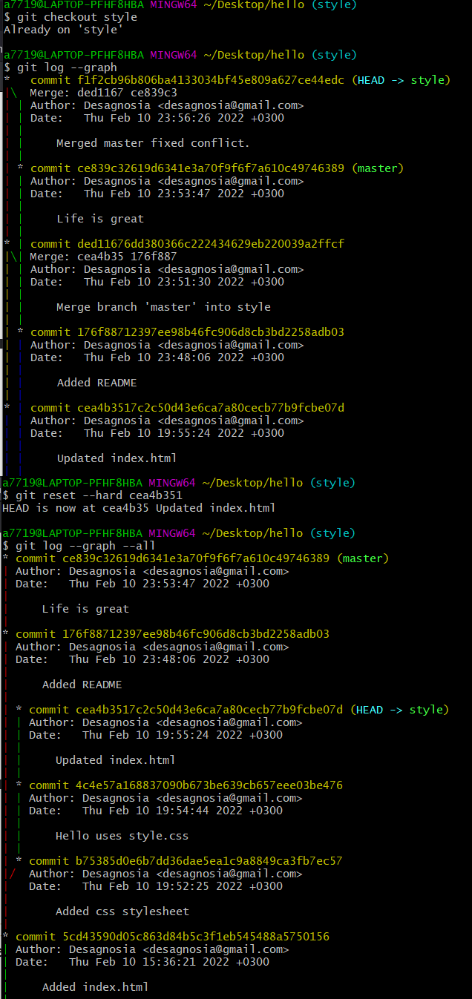 a7719@LAPTOP-PFHF8HBA MINGW64 ~/Desktop/hello (style)
$ git checkout style
Already on 'style'
a7719@LAPTOP-PFHF8HBA MINGW64 ~/Desktop/hello (style)
$ git log --graph
*   commit f1f2cb96b806ba4133034bf45e809a627ce44edc (HEAD -> style)
|\  Merge: ded1167 ce839c3
| | Author: Desagnosia <desagnosia@gmail.com>
| | Date:   Thu Feb 10 23:56:26 2022 +0300
| |
| |     Merged master fixed conflict.
| |
| * commit ce839c32619d6341e3a70f9f6f7a610c49746389 (master)
| | Author: Desagnosia <desagnosia@gmail.com>
| | Date:   Thu Feb 10 23:53:47 2022 +0300
| |
| |     Life is great
| |
* | commit ded11676dd380366c222434629eb220039a2ffcf
|\| Merge: cea4b35 176f887
| | Author: Desagnosia <desagnosia@gmail.com>
| | Date:   Thu Feb 10 23:51:30 2022 +0300
| |
| |     Merge branch 'master' into style
| |
| * commit 176f88712397ee98b46fc906d8cb3bd2258adb03
| | Author: Desagnosia <desagnosia@gmail.com>
| | Date:   Thu Feb 10 23:48:06 2022 +0300
| |
| |     Added README
| |
* | commit cea4b3517c2c50d43e6ca7a80cecb77b9fcbe07d
| | Author: Desagnosia <desagnosia@gmail.com>
| | Date:   Thu Feb 10 19:55:24 2022 +0300
| |
| |     Updated index.html
| |
a7719@LAPTOP-PFHF8HBA MINGW64 ~/Desktop/hello (style)
$ git reset --hard cea4b351
HEAD is now at cea4b35 Updated index.html
a7719@LAPTOP-PFHF8HBA MINGW64 ~/Desktop/hello (style)
$ git log --graph --all
* commit ce839c32619d6341e3a70f9f6f7a610c49746389 (master)
| Author: Desagnosia <desagnosia@gmail.com>
| Date:   Thu Feb 10 23:53:47 2022 +0300
|
|     Life is great
|
* commit 176f88712397ee98b46fc906d8cb3bd2258adb03
| Author: Desagnosia <desagnosia@gmail.com>
| Date:   Thu Feb 10 23:48:06 2022 +0300
|
|     Added README
|
| * commit cea4b3517c2c50d43e6ca7a80cecb77b9fcbe07d (HEAD -> style)
| | Author: Desagnosia <desagnosia@gmail.com>
| | Date:   Thu Feb 10 19:55:24 2022 +0300
| |
| |     Updated index.html
| |
| * commit 4c4e57a168837090b673be639cb657eee03be476
| | Author: Desagnosia <desagnosia@gmail.com>
| | Date:   Thu Feb 10 19:54:44 2022 +0300
| |
| |     Hello uses style.css
| |
| * commit b75385d0e6b7dd36dae5ea1c9a8849ca3fb7ec57
|/  Author: Desagnosia <desagnosia@gmail.com>
|   Date:   Thu Feb 10 19:52:25 2022 +0300
|
|       Added css stylesheet
|
* commit 5cd43590d05c863d84b5c3f1eb545488a5750156
| Author: Desagnosia <desagnosia@gmail.com>
| Date:   Thu Feb 10 15:36:21 2022 +0300
|
|     Added index.html
|